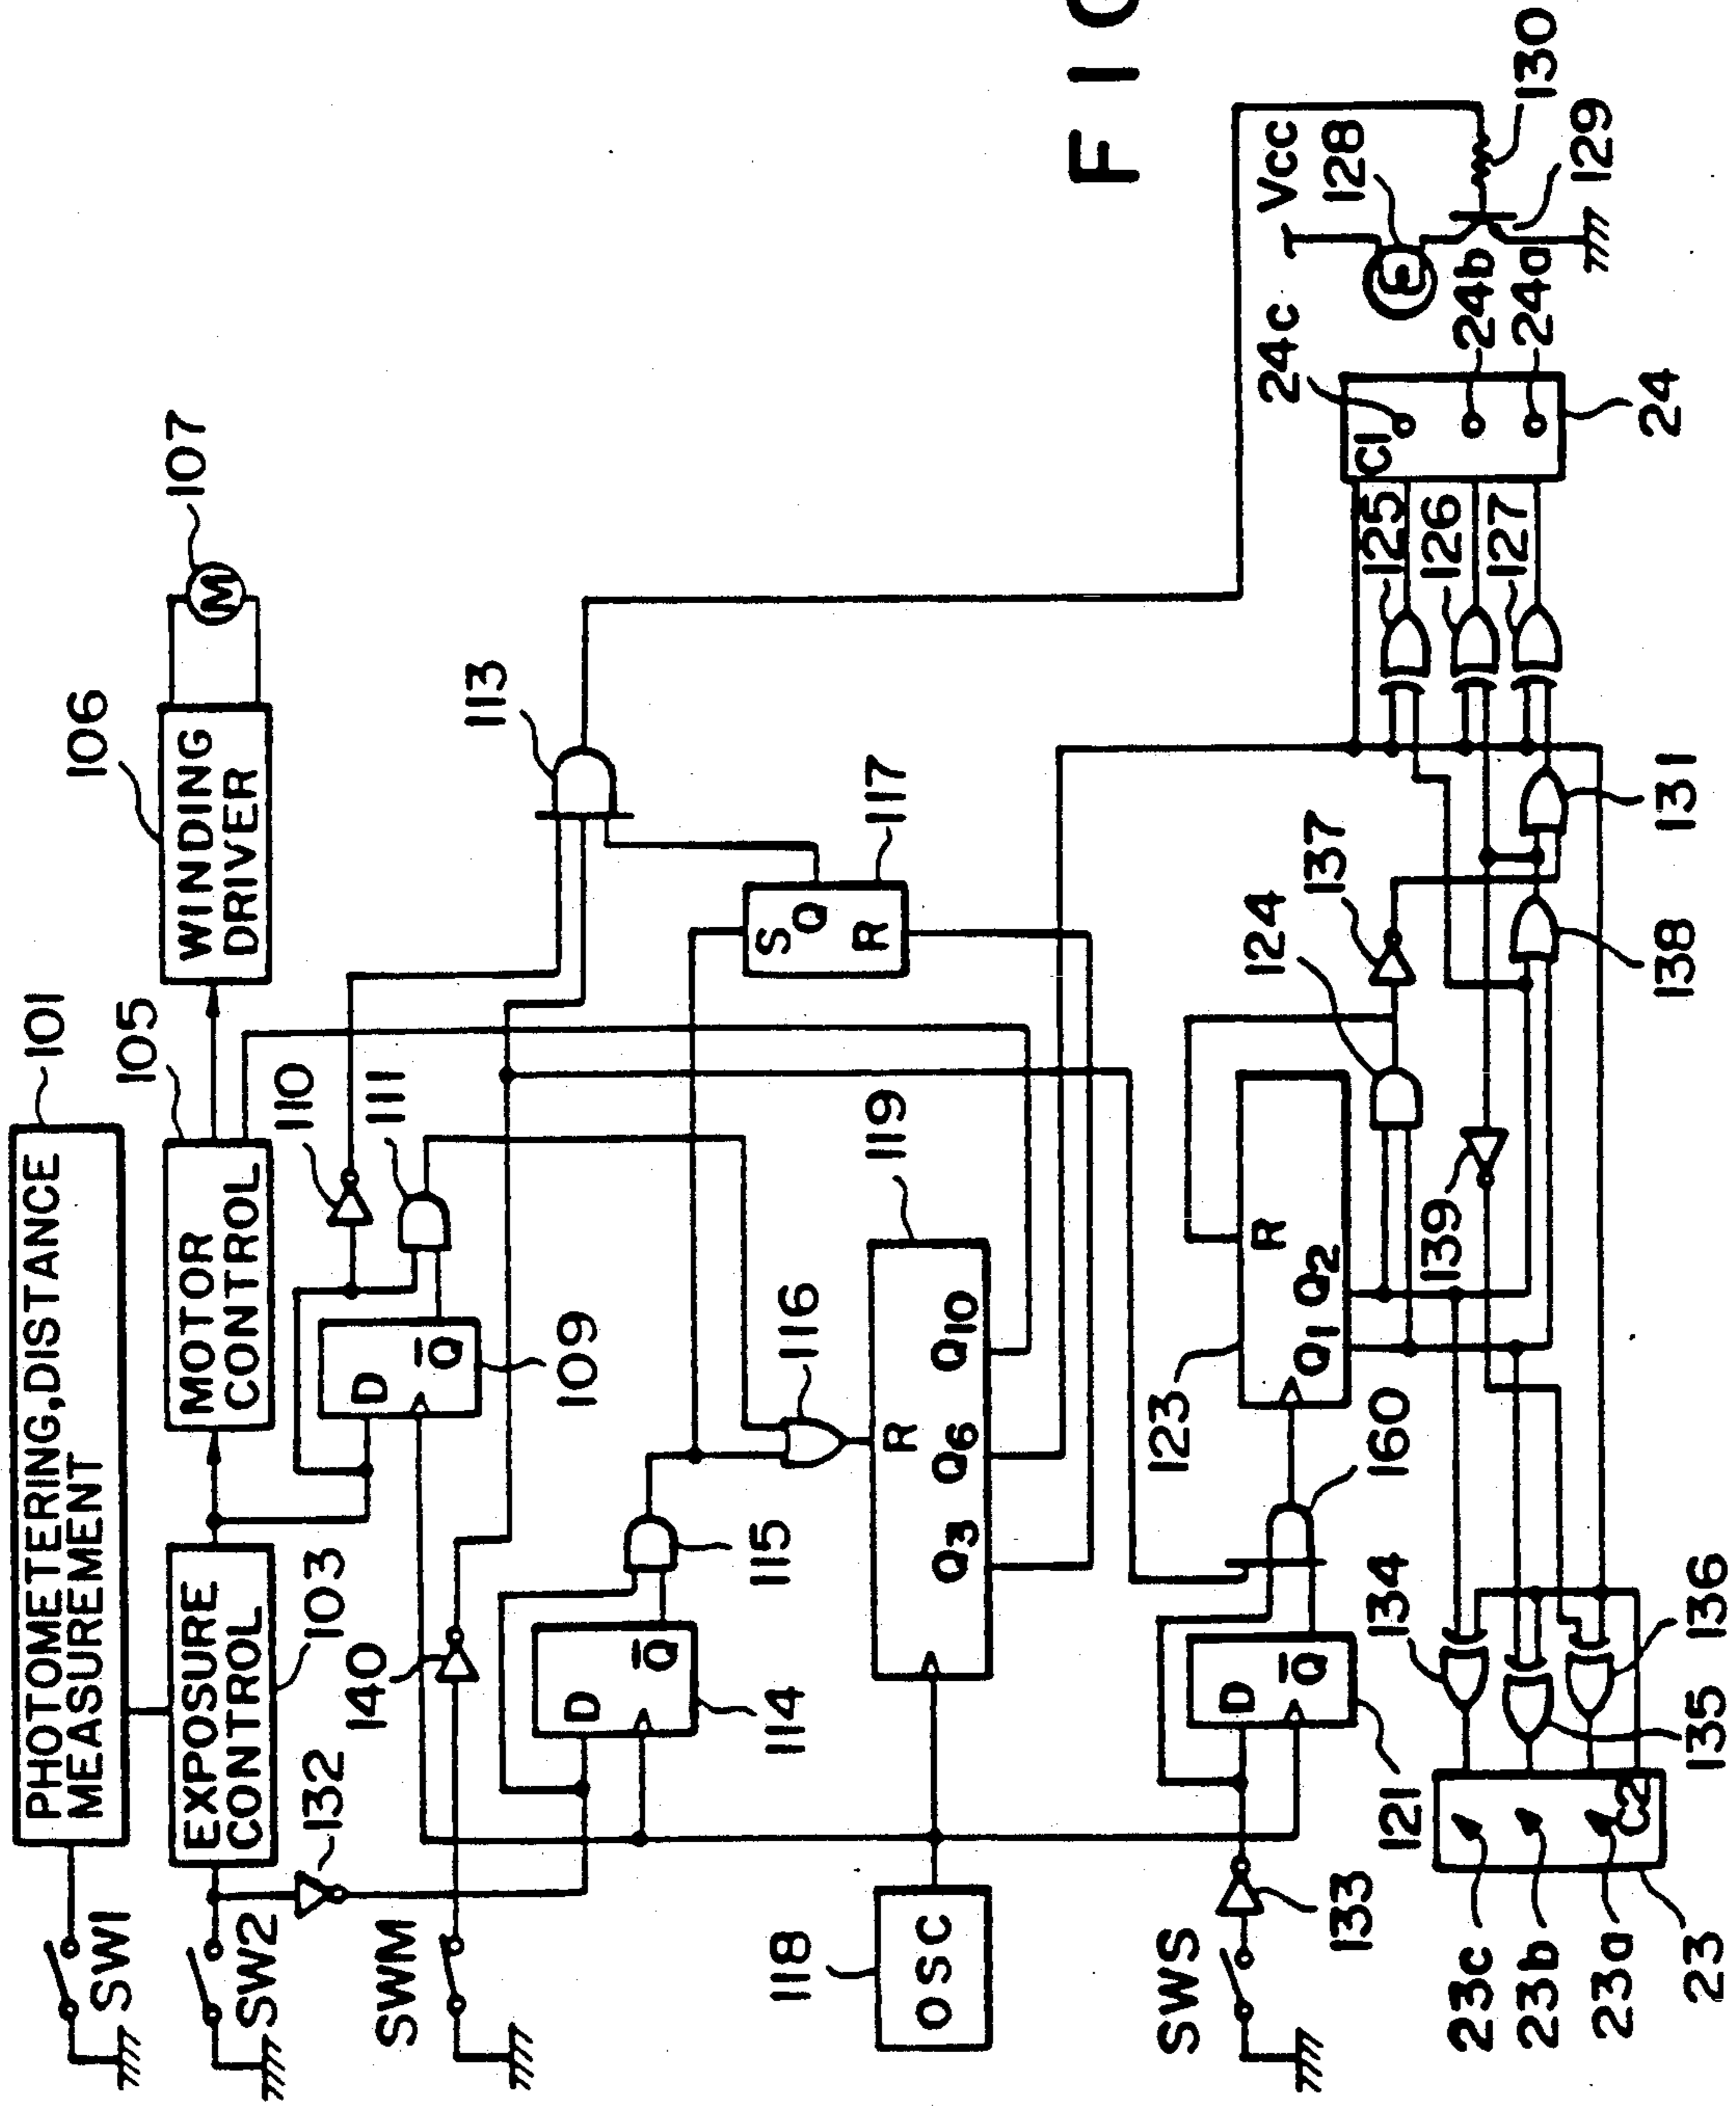 101
PHOTOMETERING,DISTANCE
MEASUREMENT
SW1
106
WINDING
DRIVER
107
M
105
MOTOR
CONTROL
EXPOSURE
CONTROL
103
SW2
132
110
111
113
D
Q
109
SWM
140
117
S
Q
R
115
D
Q
114
116
119
R
Q3
Q6
Q10
118
OSC
FIG
Vcc
128
E
130
129
24c
24b
24a
C1
24
125
126
127
137
124
131
138
123
R
Q1
Q2
139
160
SWS
133
D
Q
121
134
136
135
23c
23b
23a
C2
23